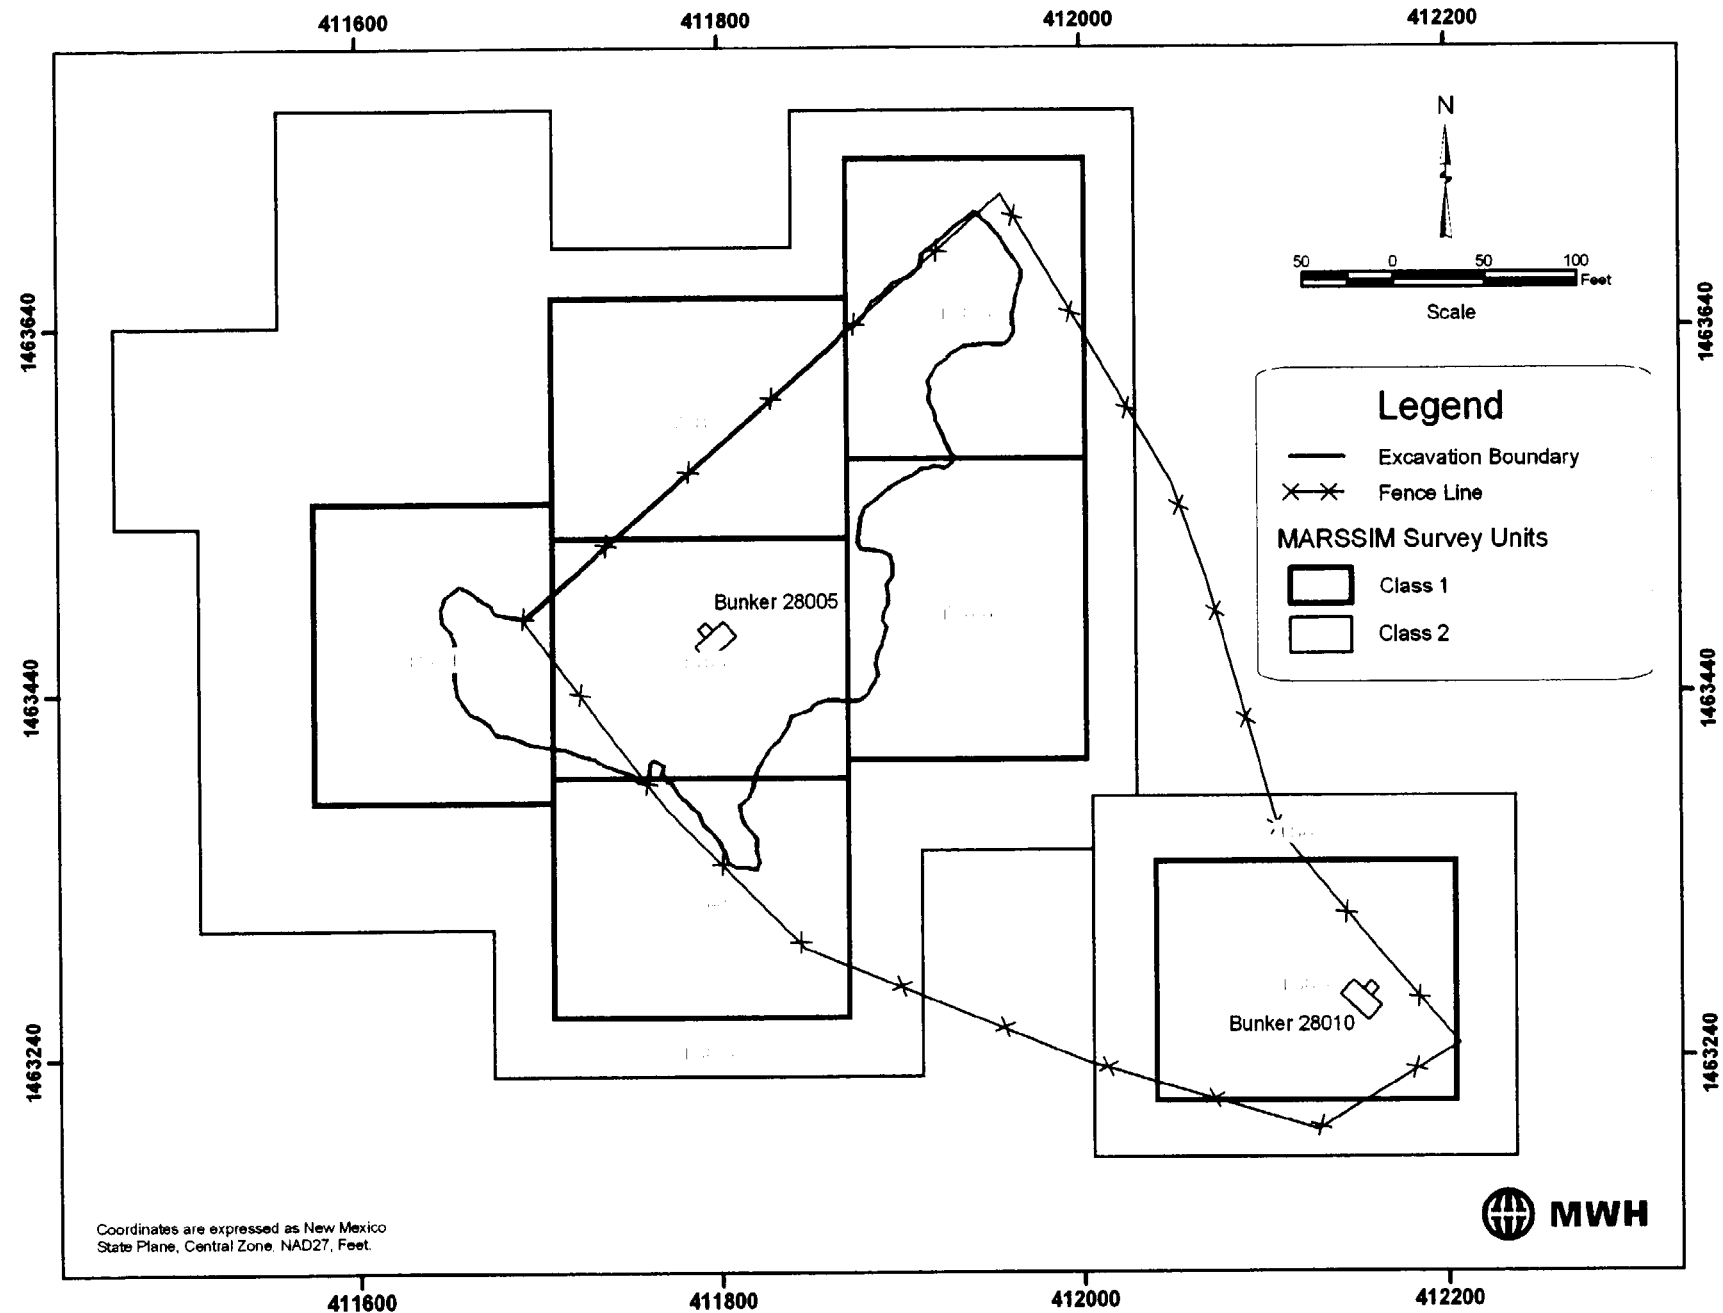 411600 411800 412000 412200
N
50 0 50 100
Feet
Scale
1463640 1463640
Legend
Excavation Boundary
Fence Line
MARSSIM Survey Units
Class 1
Class 2
Bunker 28005
1463440 1463440
Bunker 28010
1463240 1463240
MWH
Coordinates are expressed as New Mexico
State Plane, Central Zone, NAD27, Feet.
411600 411800 412000 412200